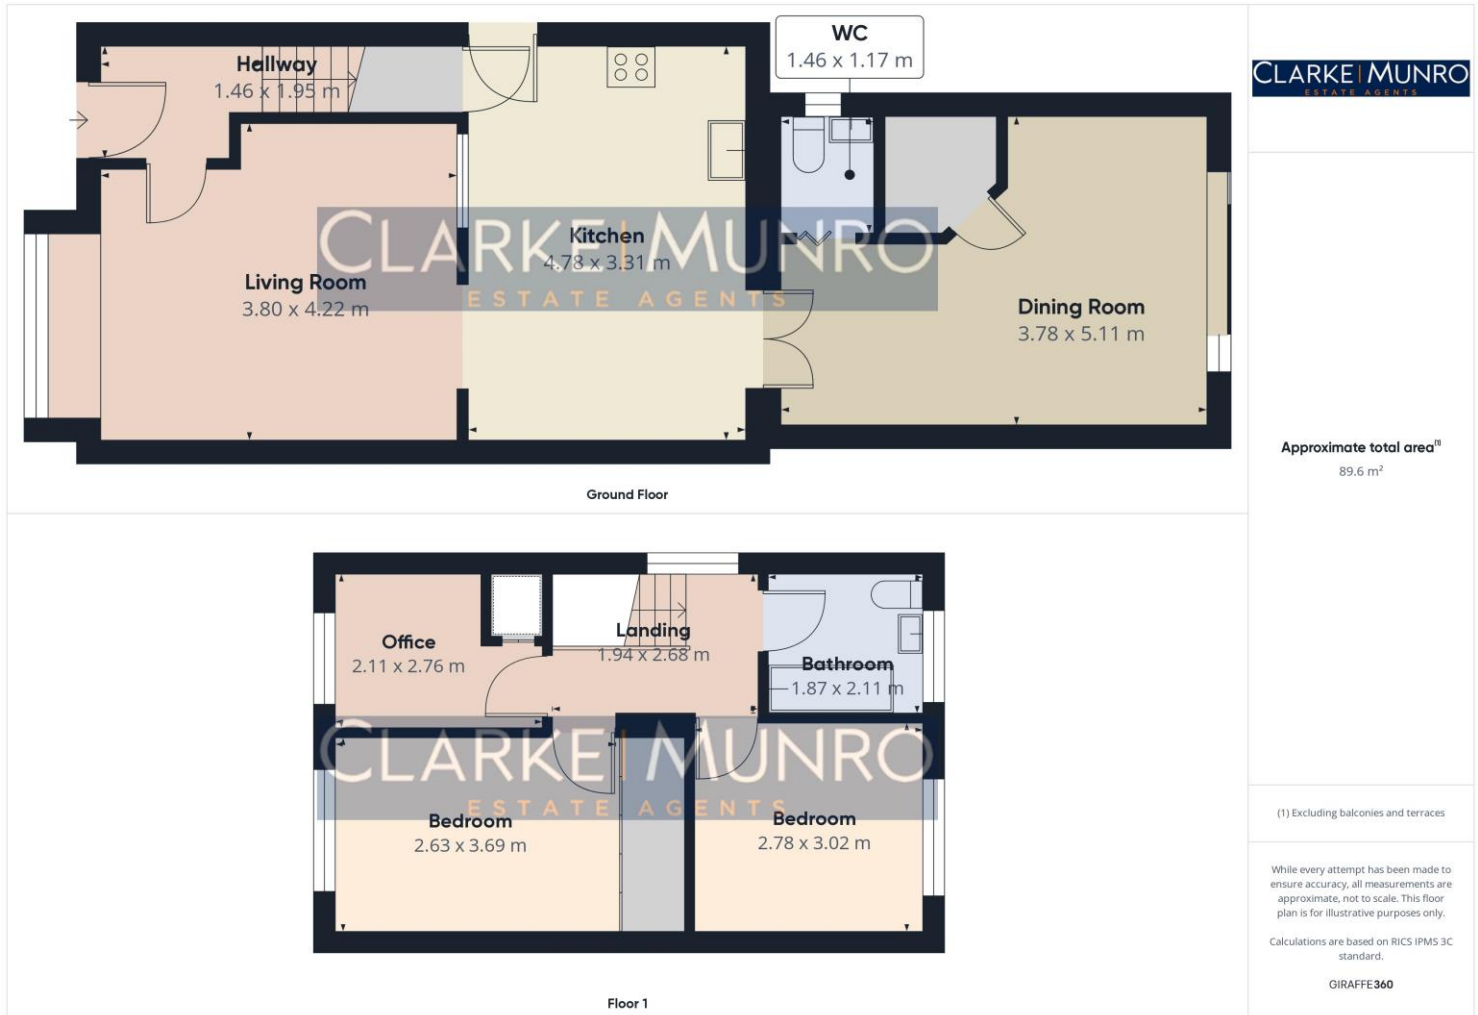 WC
1.46 x 1.17 m
Hallway
1.46 x 1.95 m
CLARKE|MUNRO
ESTATE AGENTS
Kitchen
4.78 x 3.31 m
Living Room
3.80 x 4.22 m
Dining Room
3.78 x 5.11 m
CLARKE|MUNRO
ESTATE AGENTS
Ground Floor
Office
2.11 x 2.76 m
Landing
1.94 x 2.68 m
Bathroom
1.87 x 2.11 m
CLARKE|MUNRO
ESTATE AGENTS
Bedroom
2.63 x 3.69 m
Bedroom
2.78 x 3.02 m
Floor 1
Approximate total area(1)
89.6 m²
(1) Excluding balconies and terraces
While every attempt has been made to
ensure accuracy, all measurements are
approximate, not to scale. This floor
plan is for illustrative purposes only.
Calculations are based on RICS IPMS 3C
standard.
GIRAFFE360